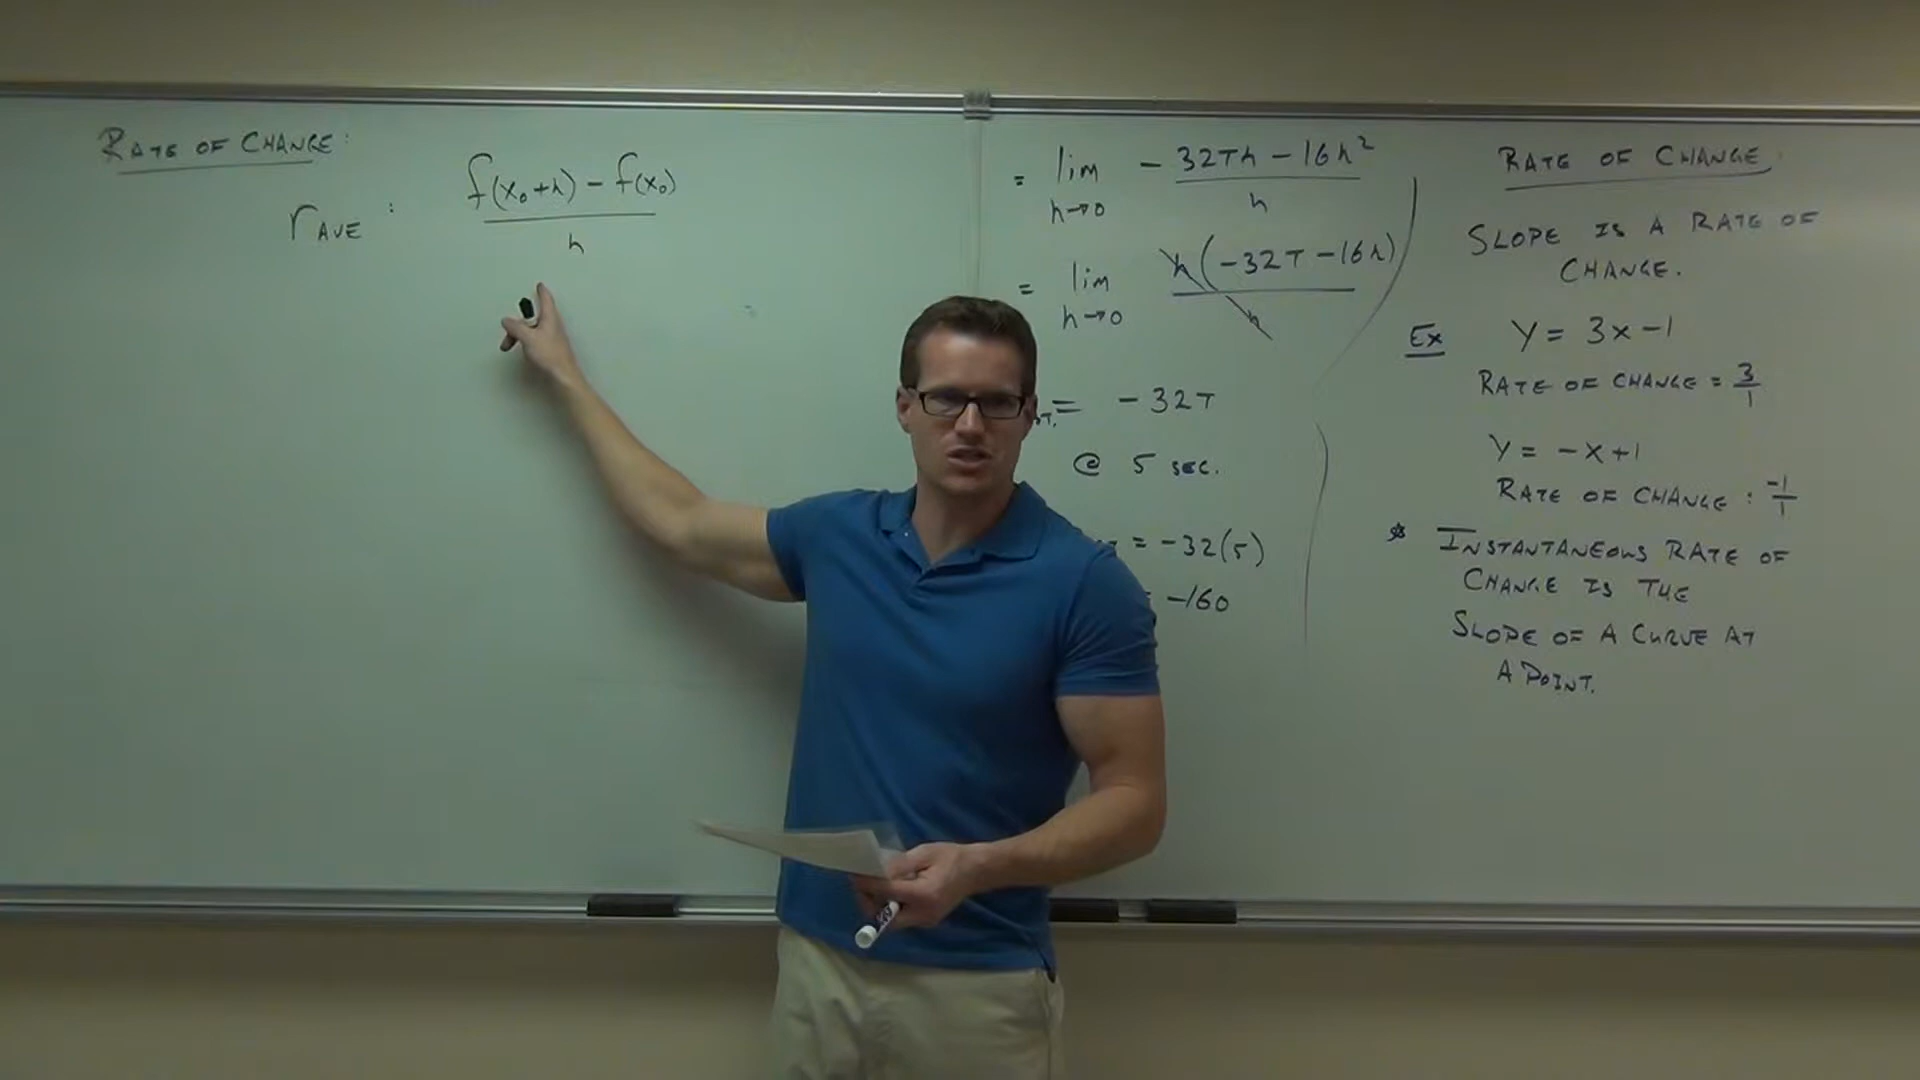 RATE OF CHANGE:
rAVE : f(x₀+h) - f(x₀)
h
= lim -32Th - 16h²
h→0 h
= lim h(-32T - 16h)
h→0 h
ST. = -32T
@ 5 SEC.
= -32(5)
= -160
RATE OF CHANGE
SLOPE IS A RATE OF
CHANGE.
Ex Y = 3x-1
RATE OF CHANGE = 3/1
Y = -x+1
RATE OF CHANGE : -1/1
* INSTANTANEOUS RATE OF
CHANGE IS THE
SLOPE OF A CURVE AT
A POINT.